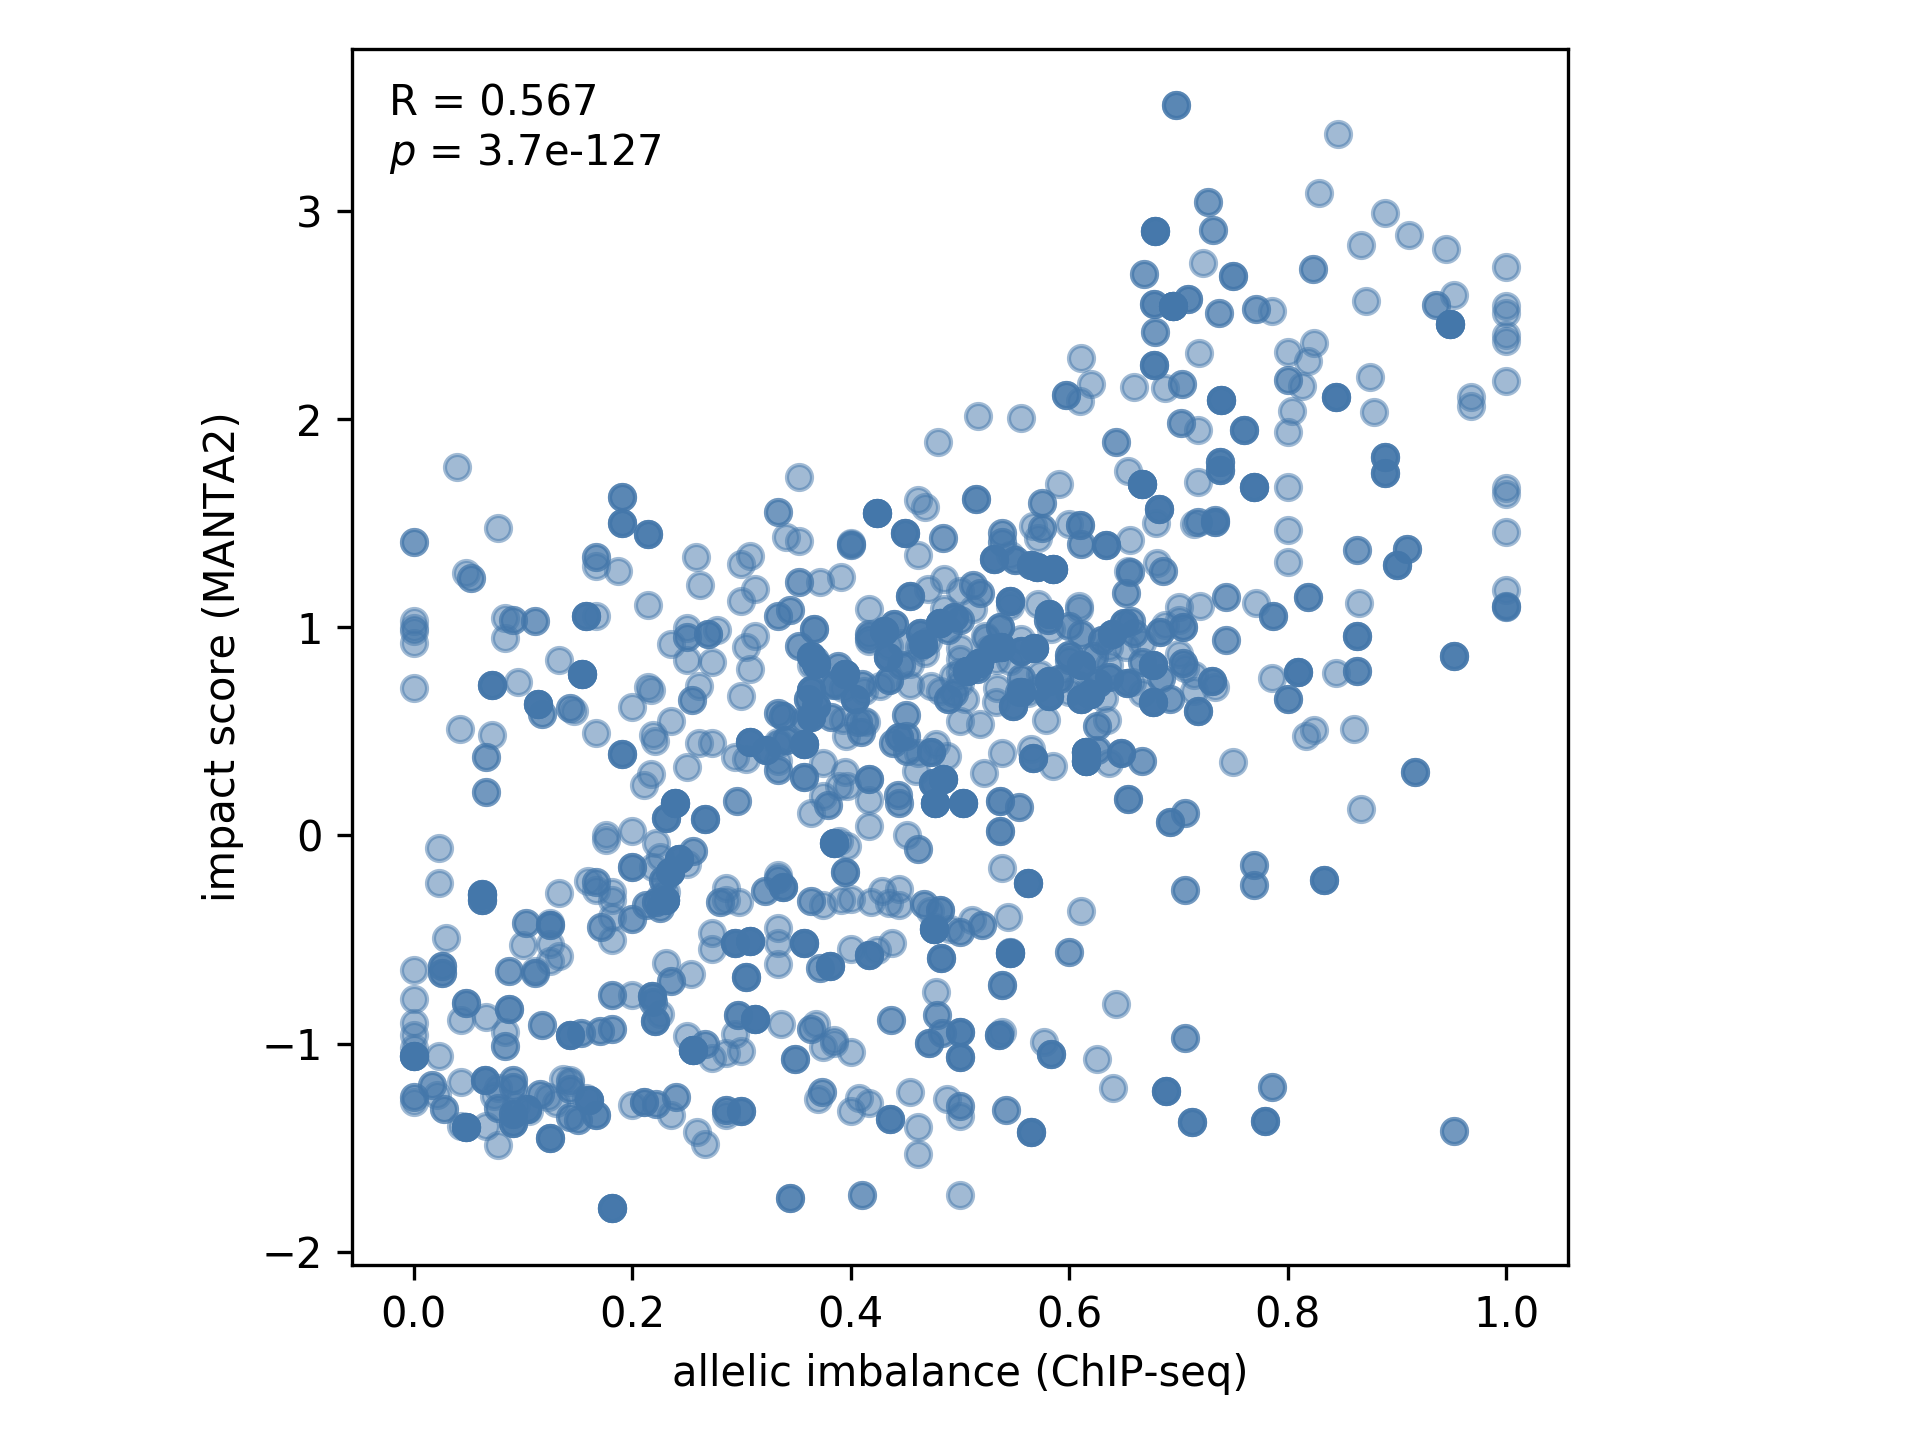 R = 0.567
p = 3.7e-127
3
2
1
0
−1
−2
impact score (MANTA2)
0.0 0.2 0.4 0.6 0.8 1.0
allelic imbalance (ChIP-seq)